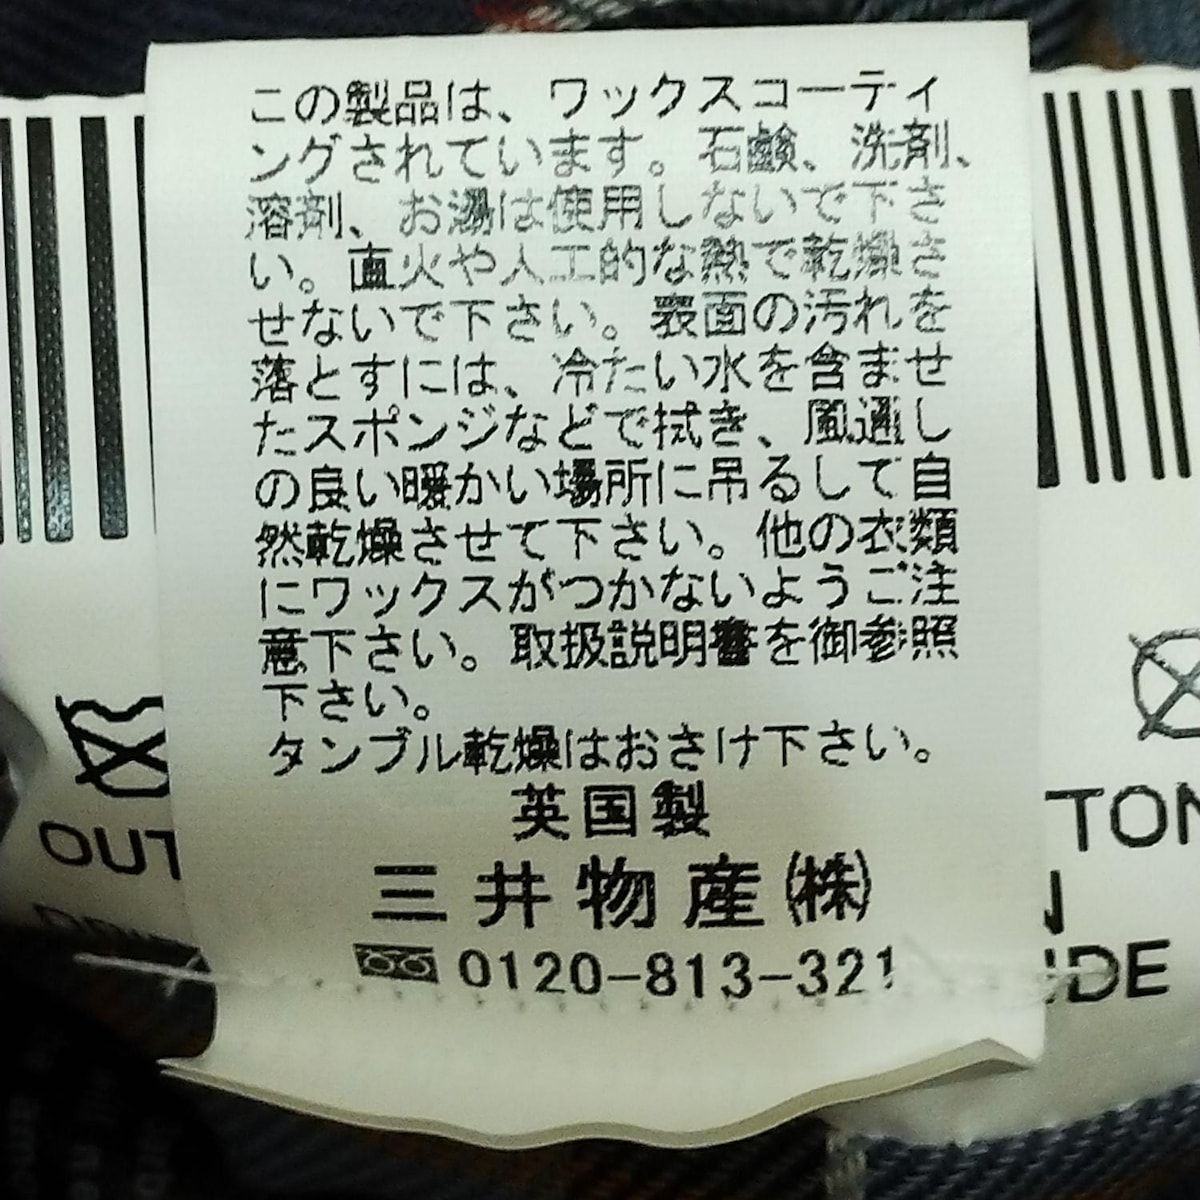 この製品は、ワックスコーティ
ングされています。石鹸、洗剤、
溶剤、お湯は使用しないで下さ
い。直火や人工的な熱で乾燥さ
せないで下さい。表面の汚れを
落とすには、冷たい水を含ませ
たスポンジなどで拭き、風通し
の良い暖かい場所に吊るして自
然乾燥させて下さい。他の衣類
にワックスがつかないようご注
意下さい。取扱説明書を御参照
下さい。
タンブル乾燥はおさけ下さい。
英国製
三井物産(株)
0120-813-321
OUT
TON
N
IDE